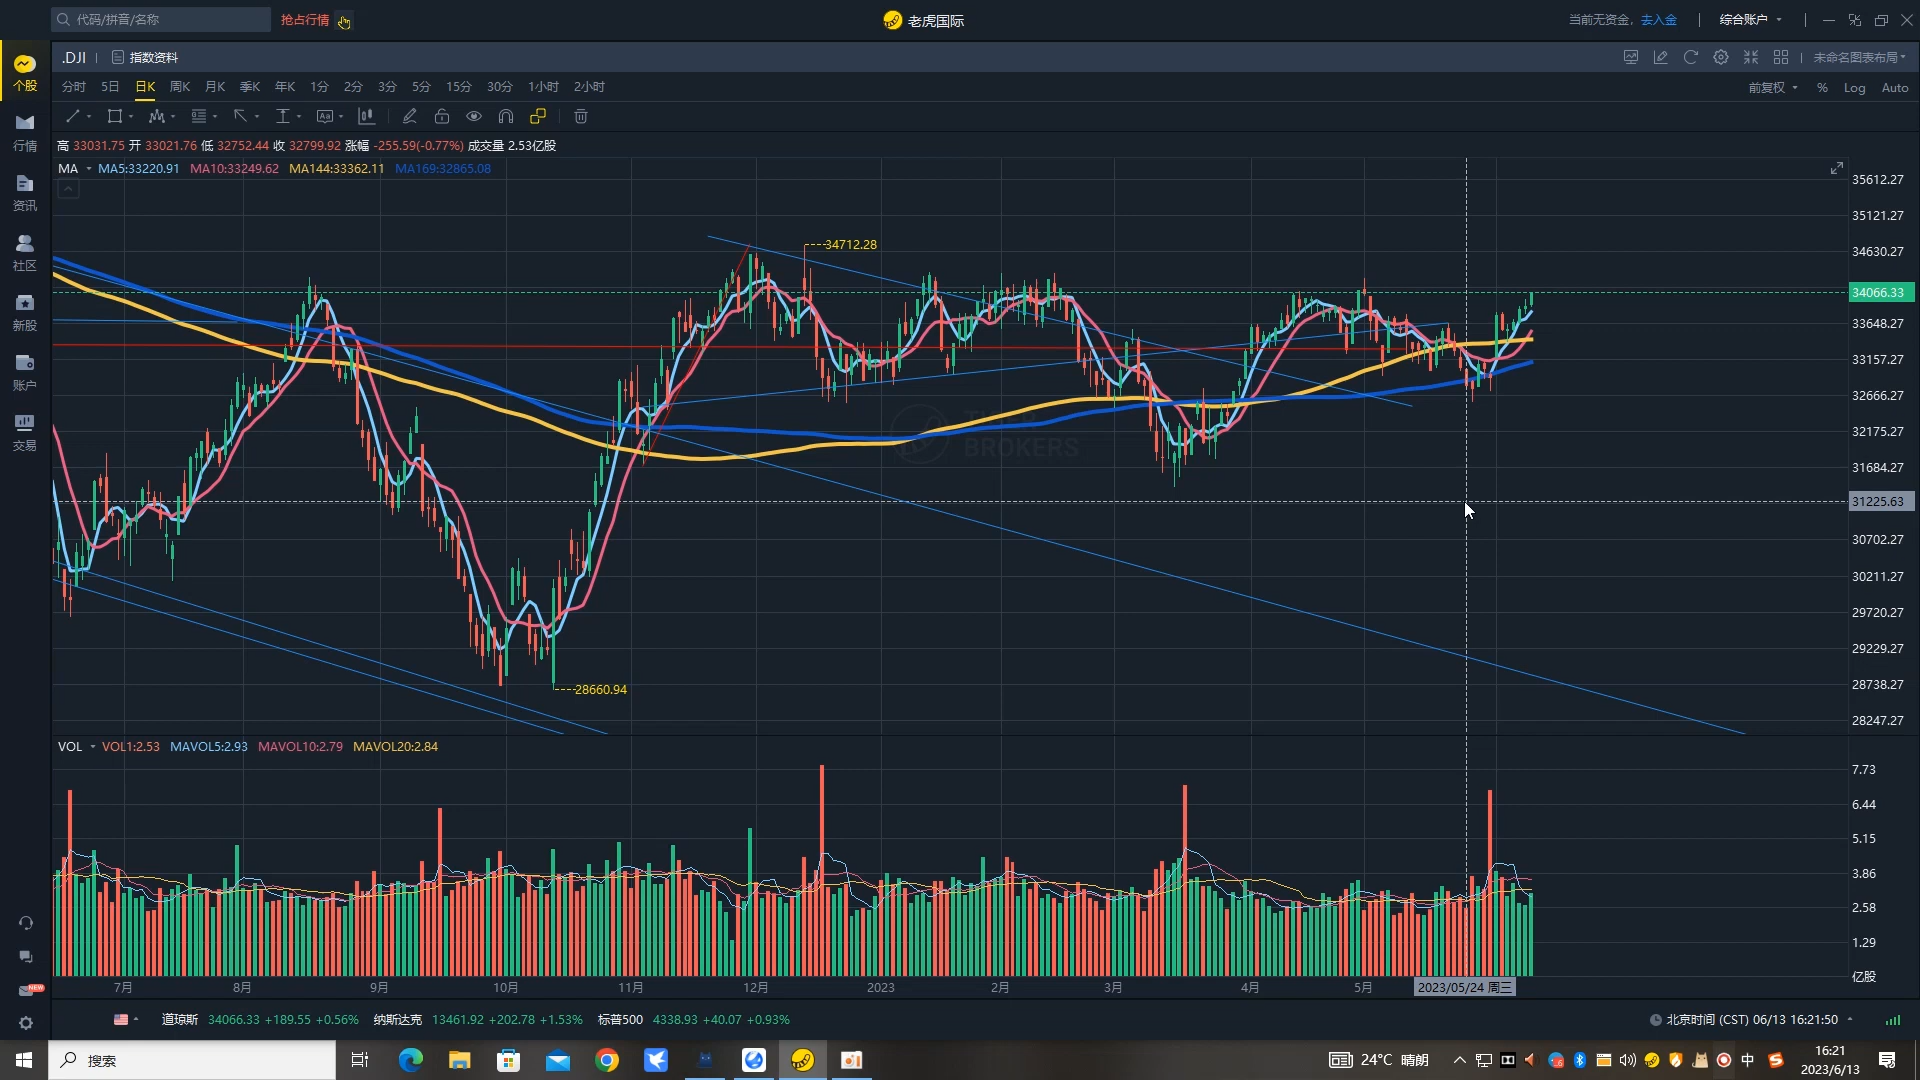 代码/拼音/名称 抢占行情 老虎国际 当前无资金，去入金 综合账户
.DJI 指数资料 未命名图表布局
分时 5日 日K 周K 月K 季K 年K 1分 2分 3分 5分 15分 30分 1小时 2小时 前复权 % Log Auto
高 33031.75 开 33021.76 低 32752.44 收 32799.92 涨幅 -255.59(-0.77%) 成交量 2.53亿股
MA MA5:33220.91 MA10:33249.62 MA144:33362.11 MA169:32865.08
个股
行情
资讯
社区
新股
账户
交易
NEW
35612.27
35121.27
34630.27
34066.33
33648.27
33157.27
32666.27
32175.27
31684.27
31225.63
30702.27
30211.27
29720.27
29229.27
28738.27
28247.27
34712.28
28660.94
BROKERS
VOL VOL1:2.53 MAVOL5:2.93 MAVOL10:2.79 MAVOL20:2.84
7.73
6.44
5.15
3.86
2.58
1.29
亿股
7月 8月 9月 10月 11月 12月 2023 2月 3月 4月 5月 2023/05/24 周三
道琼斯 34066.33 +189.55 +0.56% 纳斯达克 13461.92 +202.78 +1.53% 标普500 4338.93 +40.07 +0.93% 北京时间 (CST) 06/13 16:21:50
搜索 24°C 晴朗 中 16:21
2023/6/13